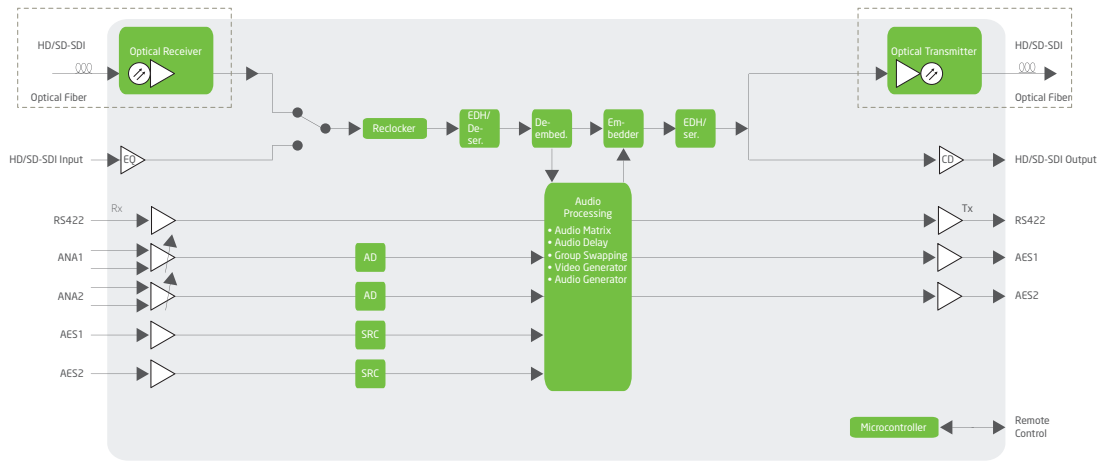 HD/SD-SDI
Optical Fiber
Optical Receiver
Optical Transmitter
HD/SD-SDI
Optical Fiber
HD/SD-SDI Input
EQ
Reclocker
EDH/
De-
ser.
De-
embed.
Em-
bedder
EDH/
ser.
CD
HD/SD-SDI Output
RS422
Rx
Audio
Processing
• Audio Matrix
• Audio Delay
• Group Swapping
• Video Generator
• Audio Generator
Tx
RS422
ANA1
AD
AES1
ANA2
AD
AES2
AES1
SRC
AES2
SRC
Microcontroller
Remote
Control